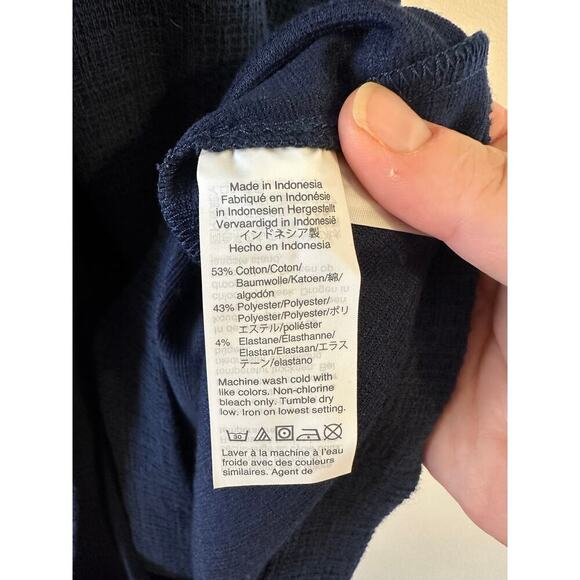 Made in Indonesia
Fabriqué en Indonésie
in Indonesien Hergestellt
Vervaardigd in Indonesia
インドネシア製
Hecho en Indonesia
53% Cotton/Coton/
Baumwolle/Katoen/綿/
algodón
43% Polyester/Polyester/
Polyester/Polyester/ポリ
エステル/poliéster
4% Elastane/Elasthanne/
Elastan/Elastaan/エラス
テーン/elastano
Machine wash cold with
like colors. Non-chlorine
bleach only. Tumble dry
low. Iron on lowest setting.
30
Laver à la machine à l'eau
froide avec des couleurs
similaires. Agent de